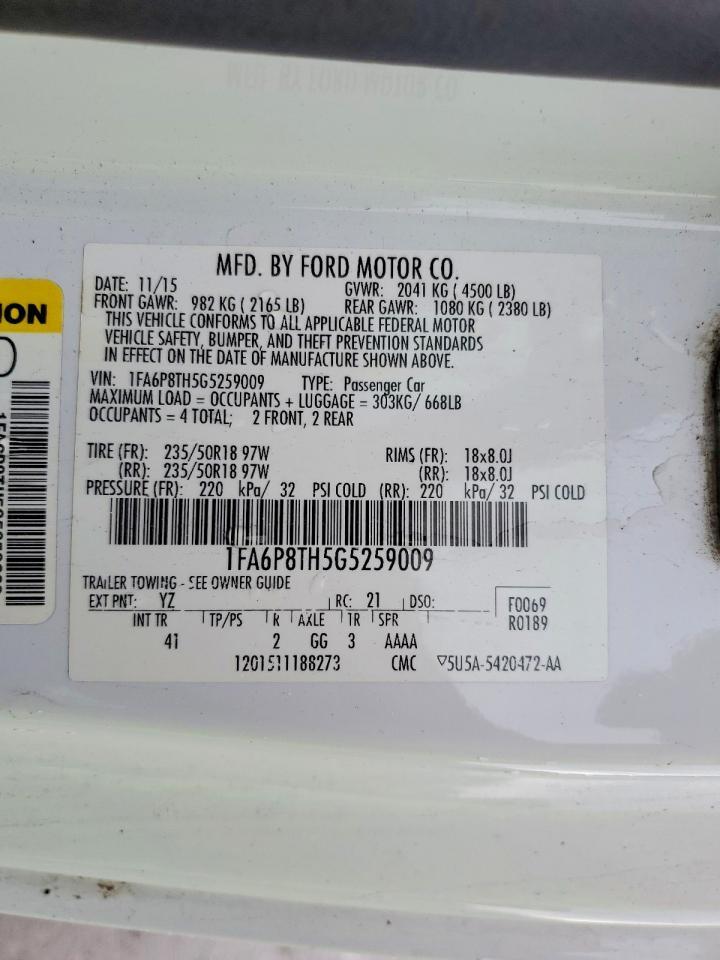 MFD. BY FORD MOTOR CO.
DATE: 11/15 GVWR: 2041 KG ( 4500 LB)
FRONT GAWR: 982 KG ( 2165 LB) REAR GAWR: 1080 KG ( 2380 LB)
THIS VEHICLE CONFORMS TO ALL APPLICABLE FEDERAL MOTOR
VEHICLE SAFETY, BUMPER, AND THEFT PREVENTION STANDARDS
IN EFFECT ON THE DATE OF MANUFACTURE SHOWN ABOVE.
VIN: 1FA6P8TH5G5259009 TYPE: Passenger Car
MAXIMUM LOAD = OCCUPANTS + LUGGAGE = 303KG/ 668LB
OCCUPANTS = 4 TOTAL; 2 FRONT, 2 REAR
TIRE (FR): 235/50R18 97W RIMS (FR): 18x8.0J
(RR): 235/50R18 97W (RR): 18x8.0J
PRESSURE (FR): 220 kPa/ 32 PSI COLD (RR): 220 kPa/ 32 PSI COLD
1FA6P8TH5G5259009
TRAILER TOWING - SEE OWNER GUIDE
EXT PNT: YZ RC: 21 DSO: F0069
INT TR TP/PS R AXLE TR SPR R0189
41 2 GG 3 AAAA
1201511188273 CMC ▽5U5A-5420472-AA